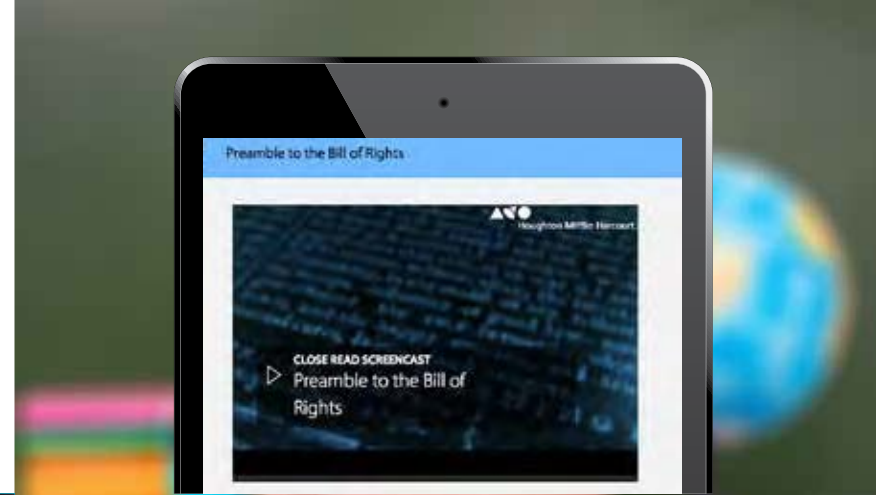 Preamble to the Bill of Rights
Houghton Mifflin Harcourt
CLOSE READ SCREENCAST
Preamble to the Bill of
Rights